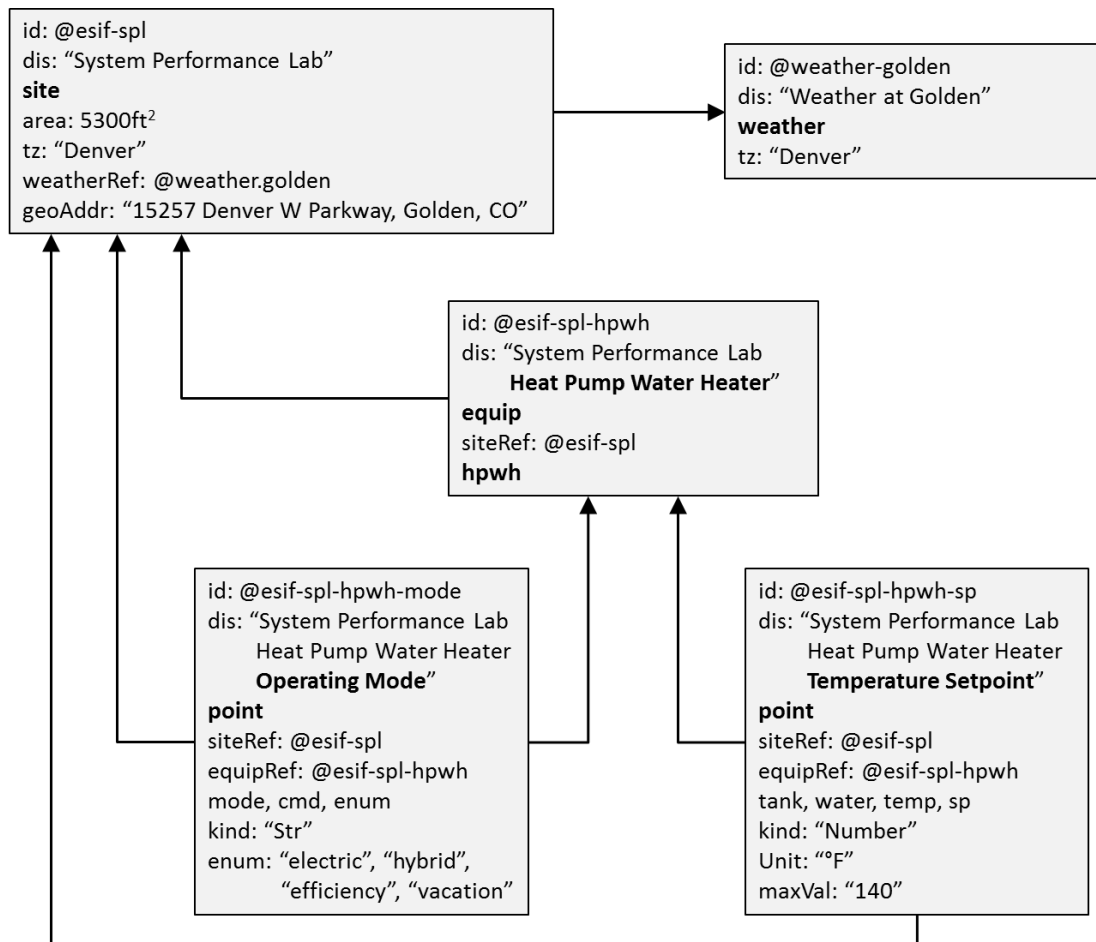 id: @esif-spl
dis: “System Performance Lab”
site
area: 5300ft²
tz: “Denver”
weatherRef: @weather.golden
geoAddr: “15257 Denver W Parkway, Golden, CO”
id: @weather-golden
dis: “Weather at Golden”
weather
tz: “Denver”
id: @esif-spl-hpwh
dis: “System Performance Lab
Heat Pump Water Heater”
equip
siteRef: @esif-spl
hpwh
id: @esif-spl-hpwh-mode
dis: “System Performance Lab
Heat Pump Water Heater
Operating Mode”
point
siteRef: @esif-spl
equipRef: @esif-spl-hpwh
mode, cmd, enum
kind: “Str”
enum: “electric”, “hybrid”,
“efficiency”, “vacation”
id: @esif-spl-hpwh-sp
dis: “System Performance Lab
Heat Pump Water Heater
Temperature Setpoint”
point
siteRef: @esif-spl
equipRef: @esif-spl-hpwh
tank, water, temp, sp
kind: “Number”
Unit: “°F”
maxVal: “140”